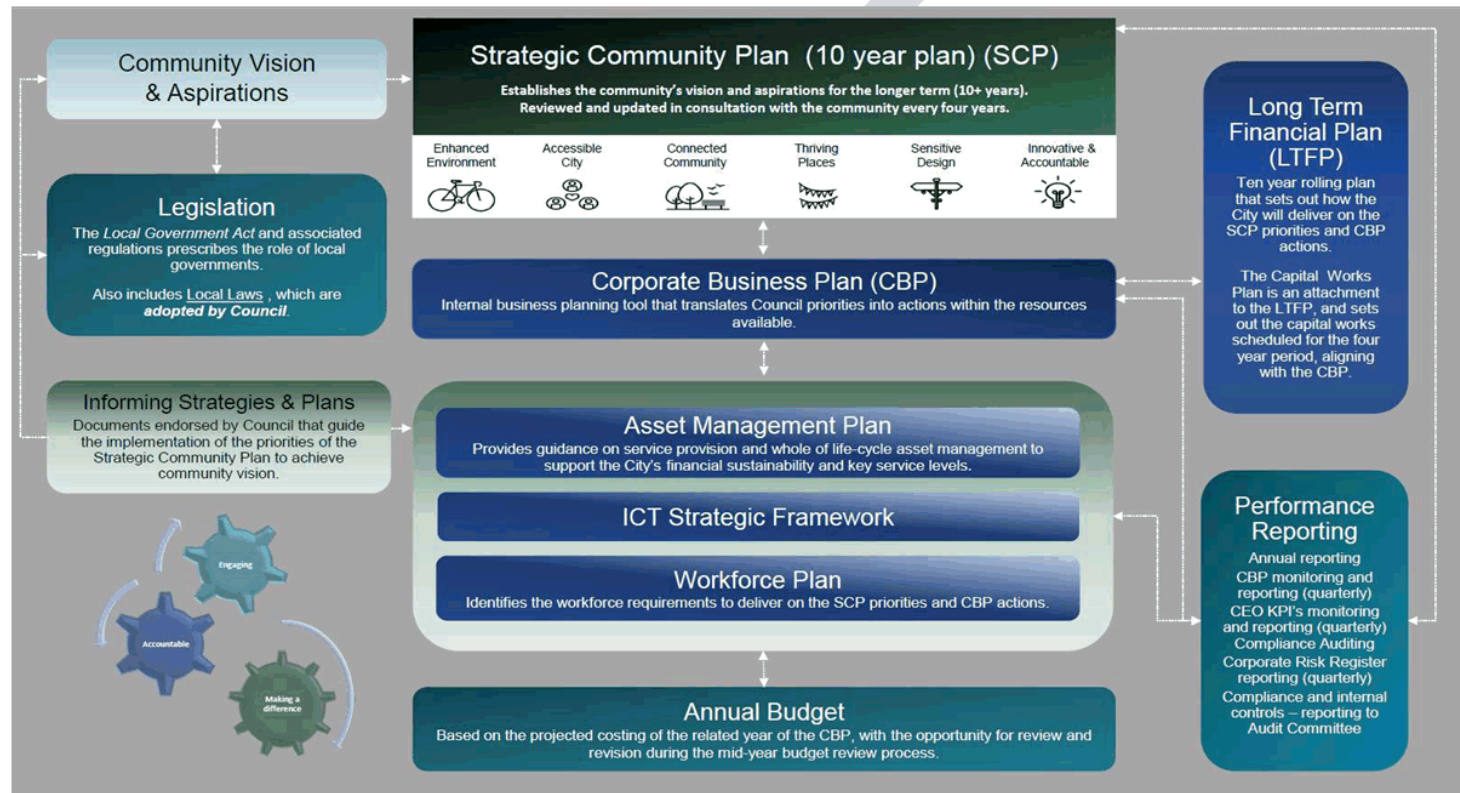 Community Vision
& Aspirations
Strategic Community Plan (10 year plan) (SCP)
Establishes the community's vision and aspirations for the longer term (10+ years).
Reviewed and updated in consultation with the community every four years.
Enhanced
Environment
Accessible
City
Connected
Community
Thriving
Places
Sensitive
Design
Innovative &
Accountable
Legislation
The Local Government Act and associated
regulations prescribes the role of local
governments.
Also includes Local Laws , which are
adopted by Council.
Corporate Business Plan (CBP)
Internal business planning tool that translates Council priorities into actions within the resources
available.
Long Term
Financial Plan
(LTFP)
Ten year rolling plan
that sets out how the
City will deliver on the
SCP priorities and CBP
actions.
The Capital Works
Plan is an attachment
to the LTFP, and sets
out the capital works
scheduled for the four
year period, aligning
with the CBP.
Informing Strategies & Plans
Documents endorsed by Council that guide
the implementation of the priorities of the
Strategic Community Plan to achieve
community vision.
Asset Management Plan
Provides guidance on service provision and whole of life-cycle asset management to
support the City's financial sustainability and key service levels.
ICT Strategic Framework
Workforce Plan
Identifies the workforce requirements to deliver on the SCP priorities and CBP actions.
Performance
Reporting
Annual reporting
CBP monitoring and
reporting (quarterly)
CEO KPI's monitoring
and reporting (quarterly)
Compliance Auditing
Corporate Risk Register
reporting (quarterly)
Compliance and internal
controls – reporting to
Audit Committee
Engaging
Accountable
Making a
difference
Annual Budget
Based on the projected costing of the related year of the CBP, with the opportunity for review and
revision during the mid-year budget review process.